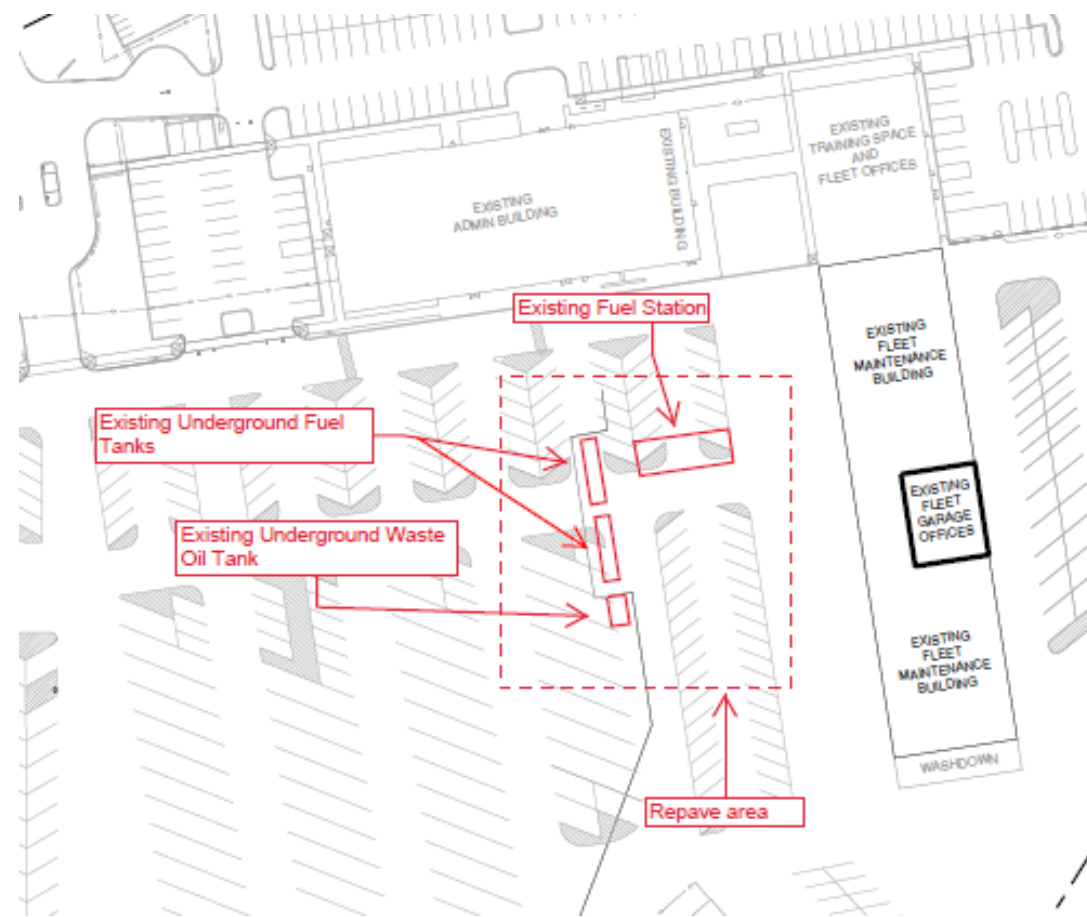 EXISTING
TRAINING SPACE
AND
FLEET OFFICES
EXISTING BUILDING
EXISTING
ADMIN BUILDING
Existing Fuel Station
EXISTING
FLEET
MAINTENANCE
BUILDING
Existing Underground Fuel
Tanks
EXISTING
FLEET
GARAGE
OFFICES
Existing Underground Waste
Oil Tank
EXISTING
FLEET
MAINTENANCE
BUILDING
WASHDOWN
Repave area